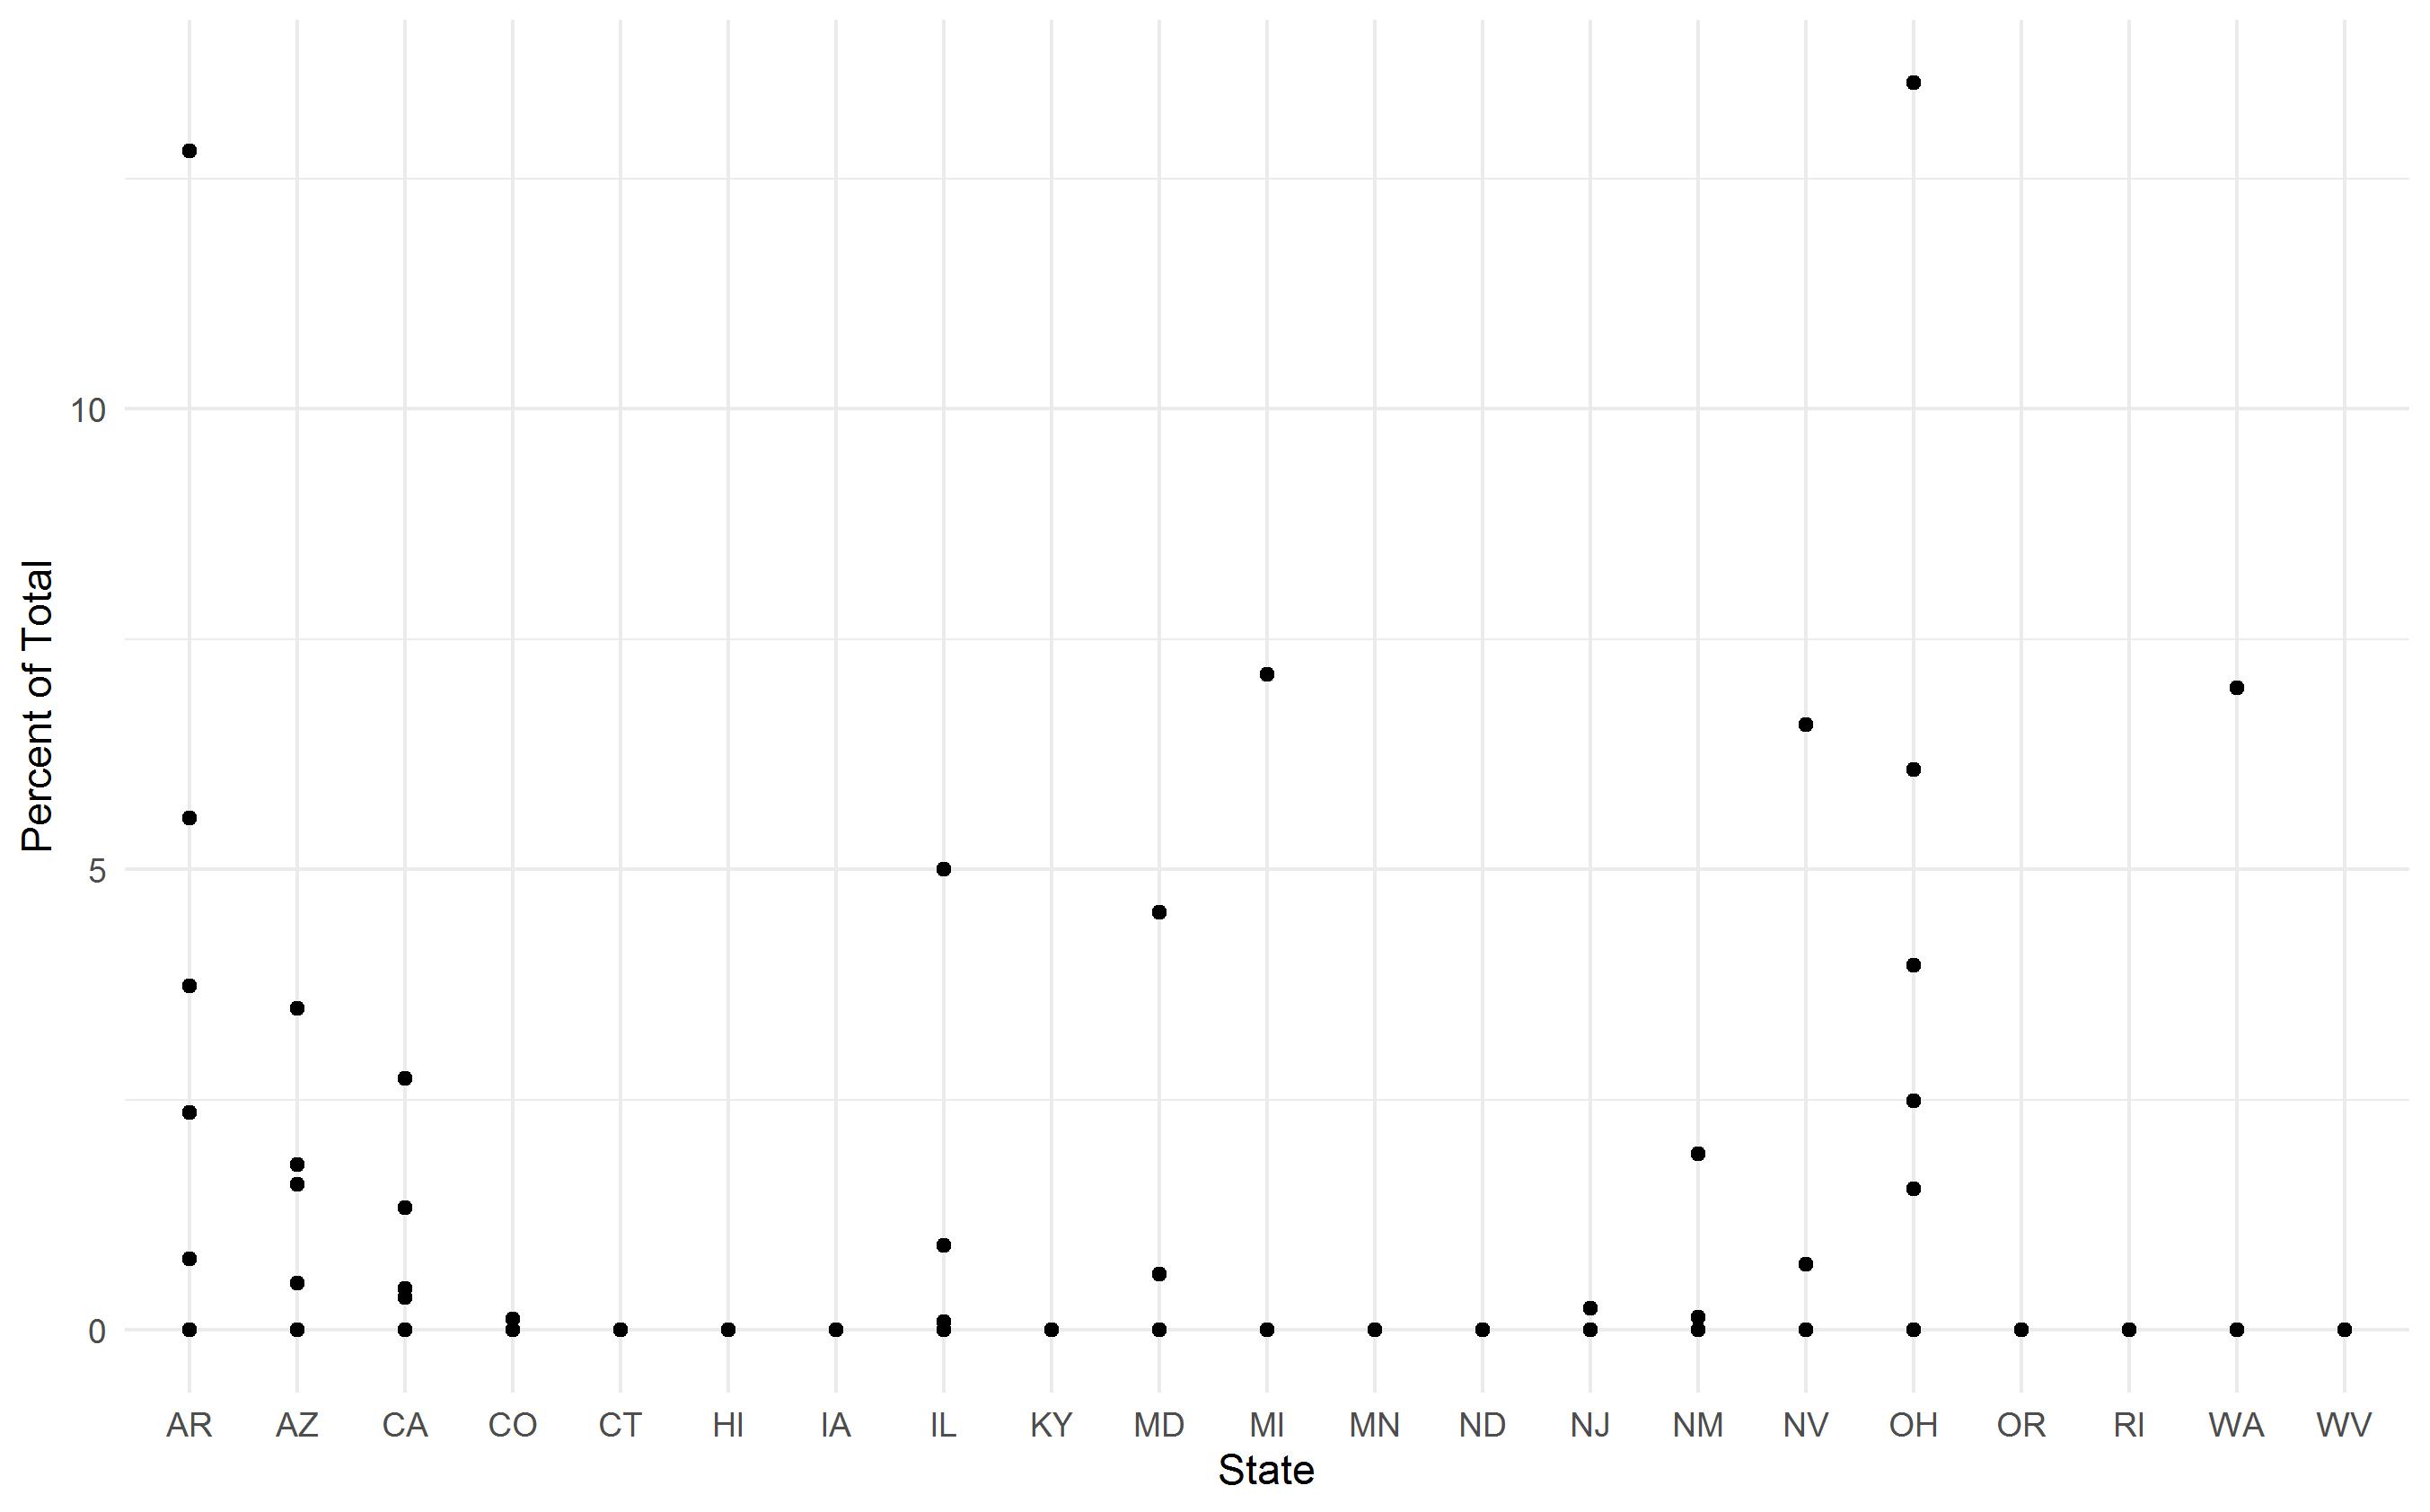 Percent of Total
10
5
0
AR AZ CA CO CT HI IA IL KY MD MI MN ND NJ NM NV OH OR RI WA WV
State